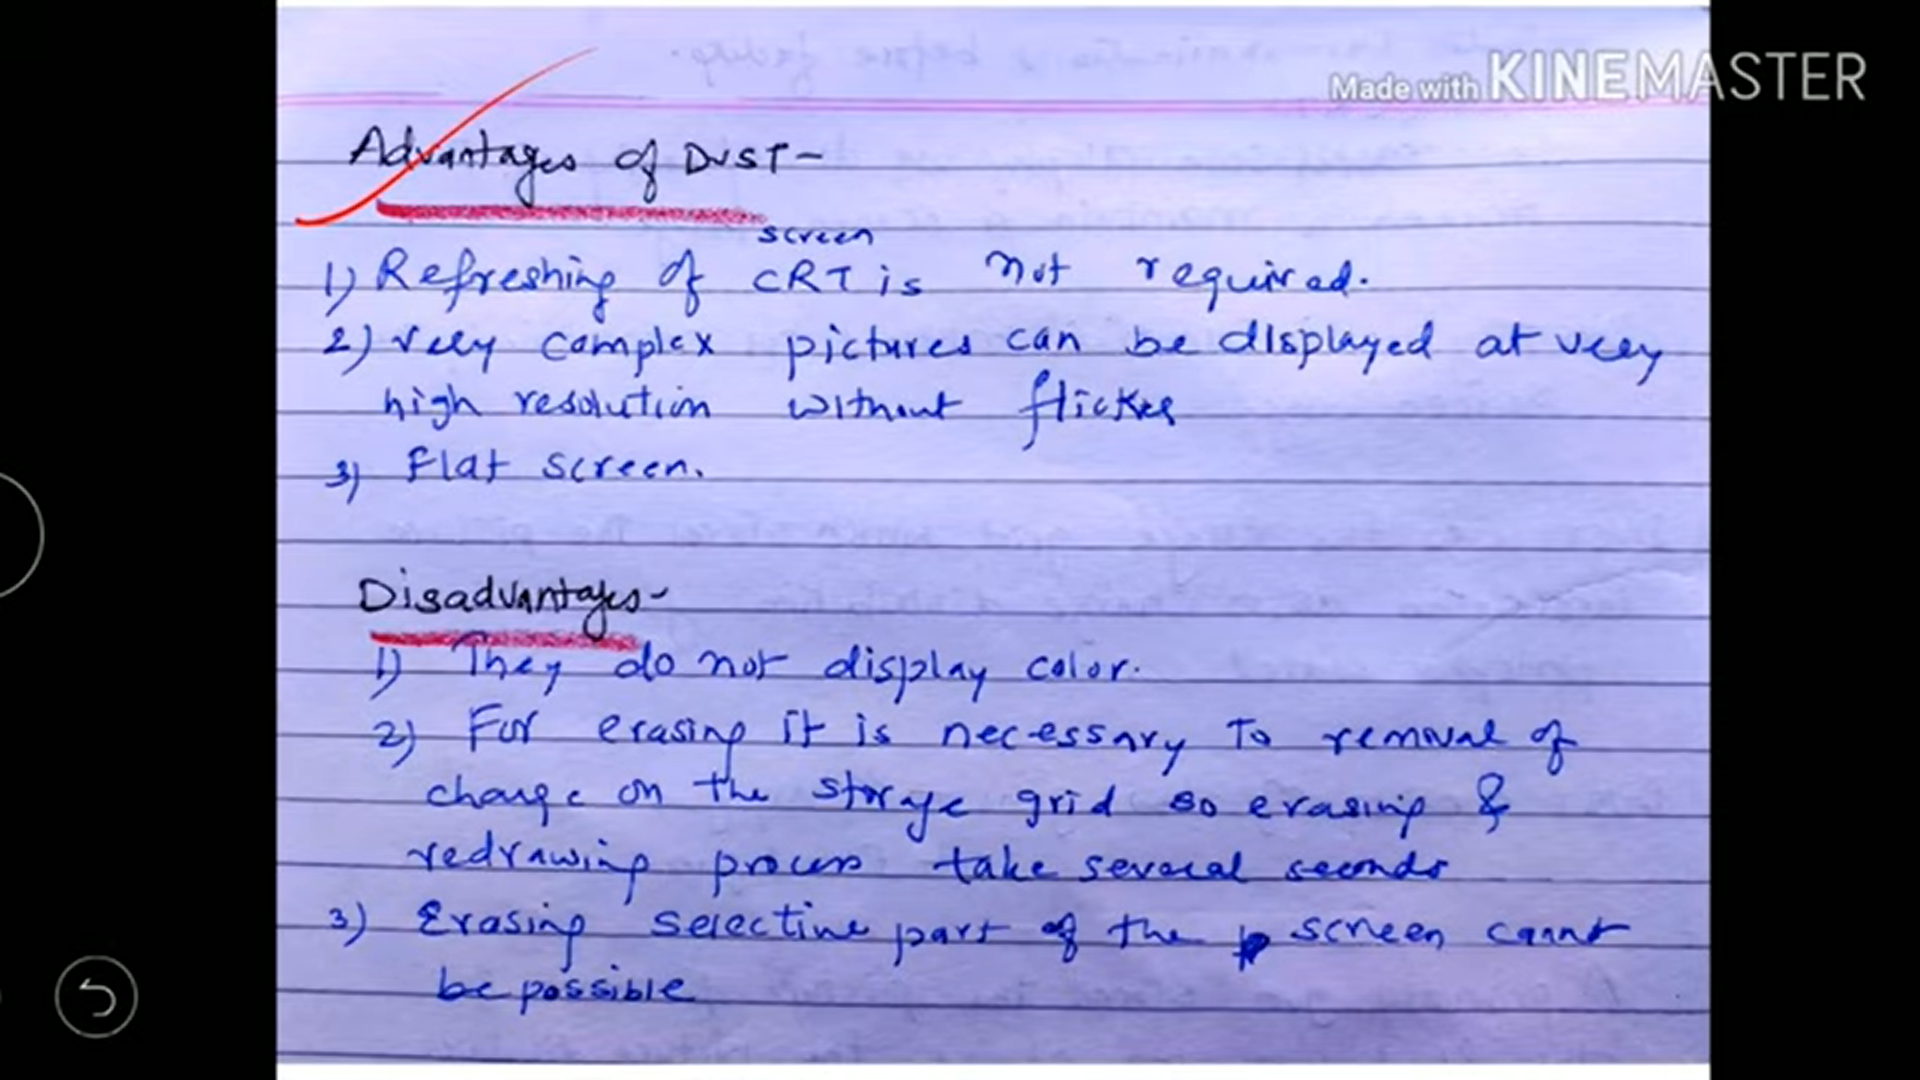 Made with KINEMASTER
Advantages of DVST-
screen
1) Refreshing of CRT is not required.
2) Very complex pictures can be displayed at very
high resolution without flicker
3) Flat screen.
Disadvantages-
1) They do not display color.
2) For erasing it is necessary To removal of
charge on the storage grid so erasing &
redrawing process take several seconds
3) Erasing selective part of the screen cannt
be possible